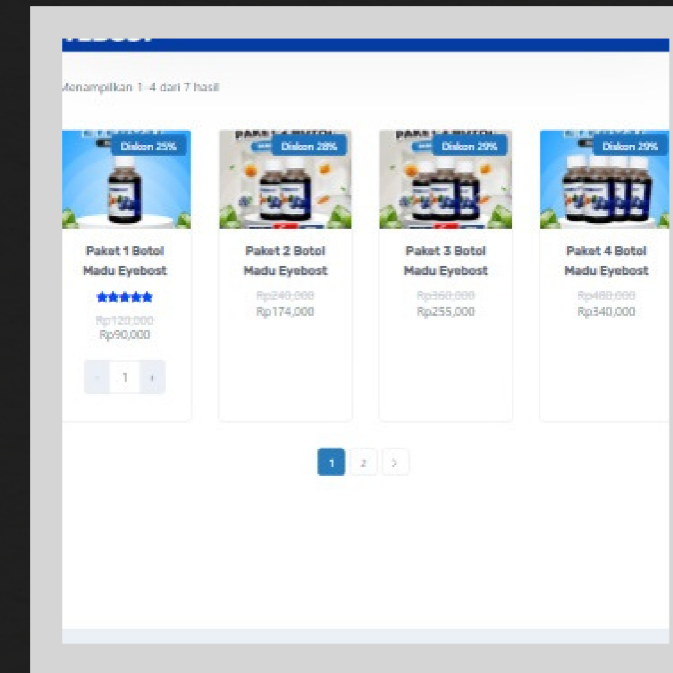 Menampilkan 1–4 dari 7 hasil
Diskon 25%
Paket 1 Botol
Madu Eyebost
Rp120,000
Rp90,000
- 1 +
Diskon 28%
Paket 2 Botol
Madu Eyebost
Rp240,000
Rp174,000
Diskon 29%
Paket 3 Botol
Madu Eyebost
Rp360,000
Rp255,000
Diskon 29%
Paket 4 Botol
Madu Eyebost
Rp480,000
Rp340,000
1 2 >